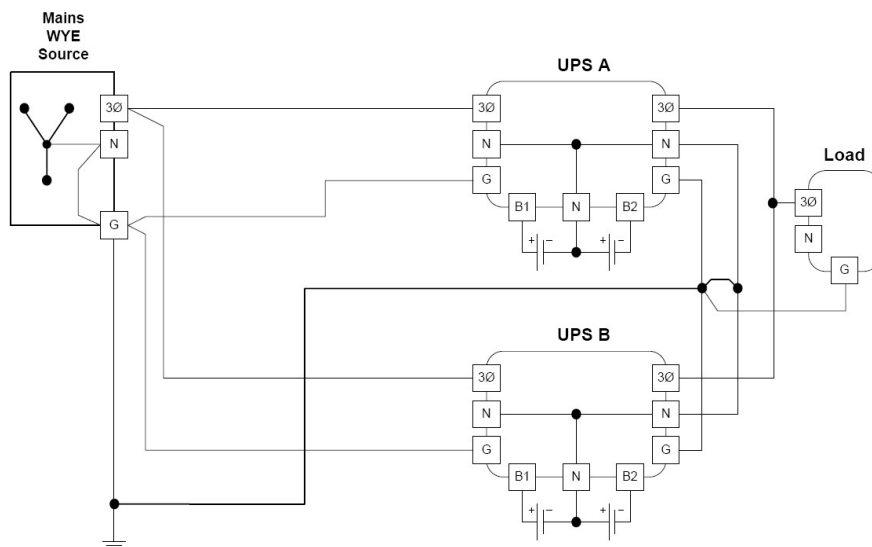 Mains
WYE
Source
3Ø
N
G
UPS A
3Ø
N
G
B1
N
B2
3Ø
N
G
+
−
+
−
Load
3Ø
N
G
UPS B
3Ø
N
G
B1
N
B2
3Ø
N
G
+
−
+
−